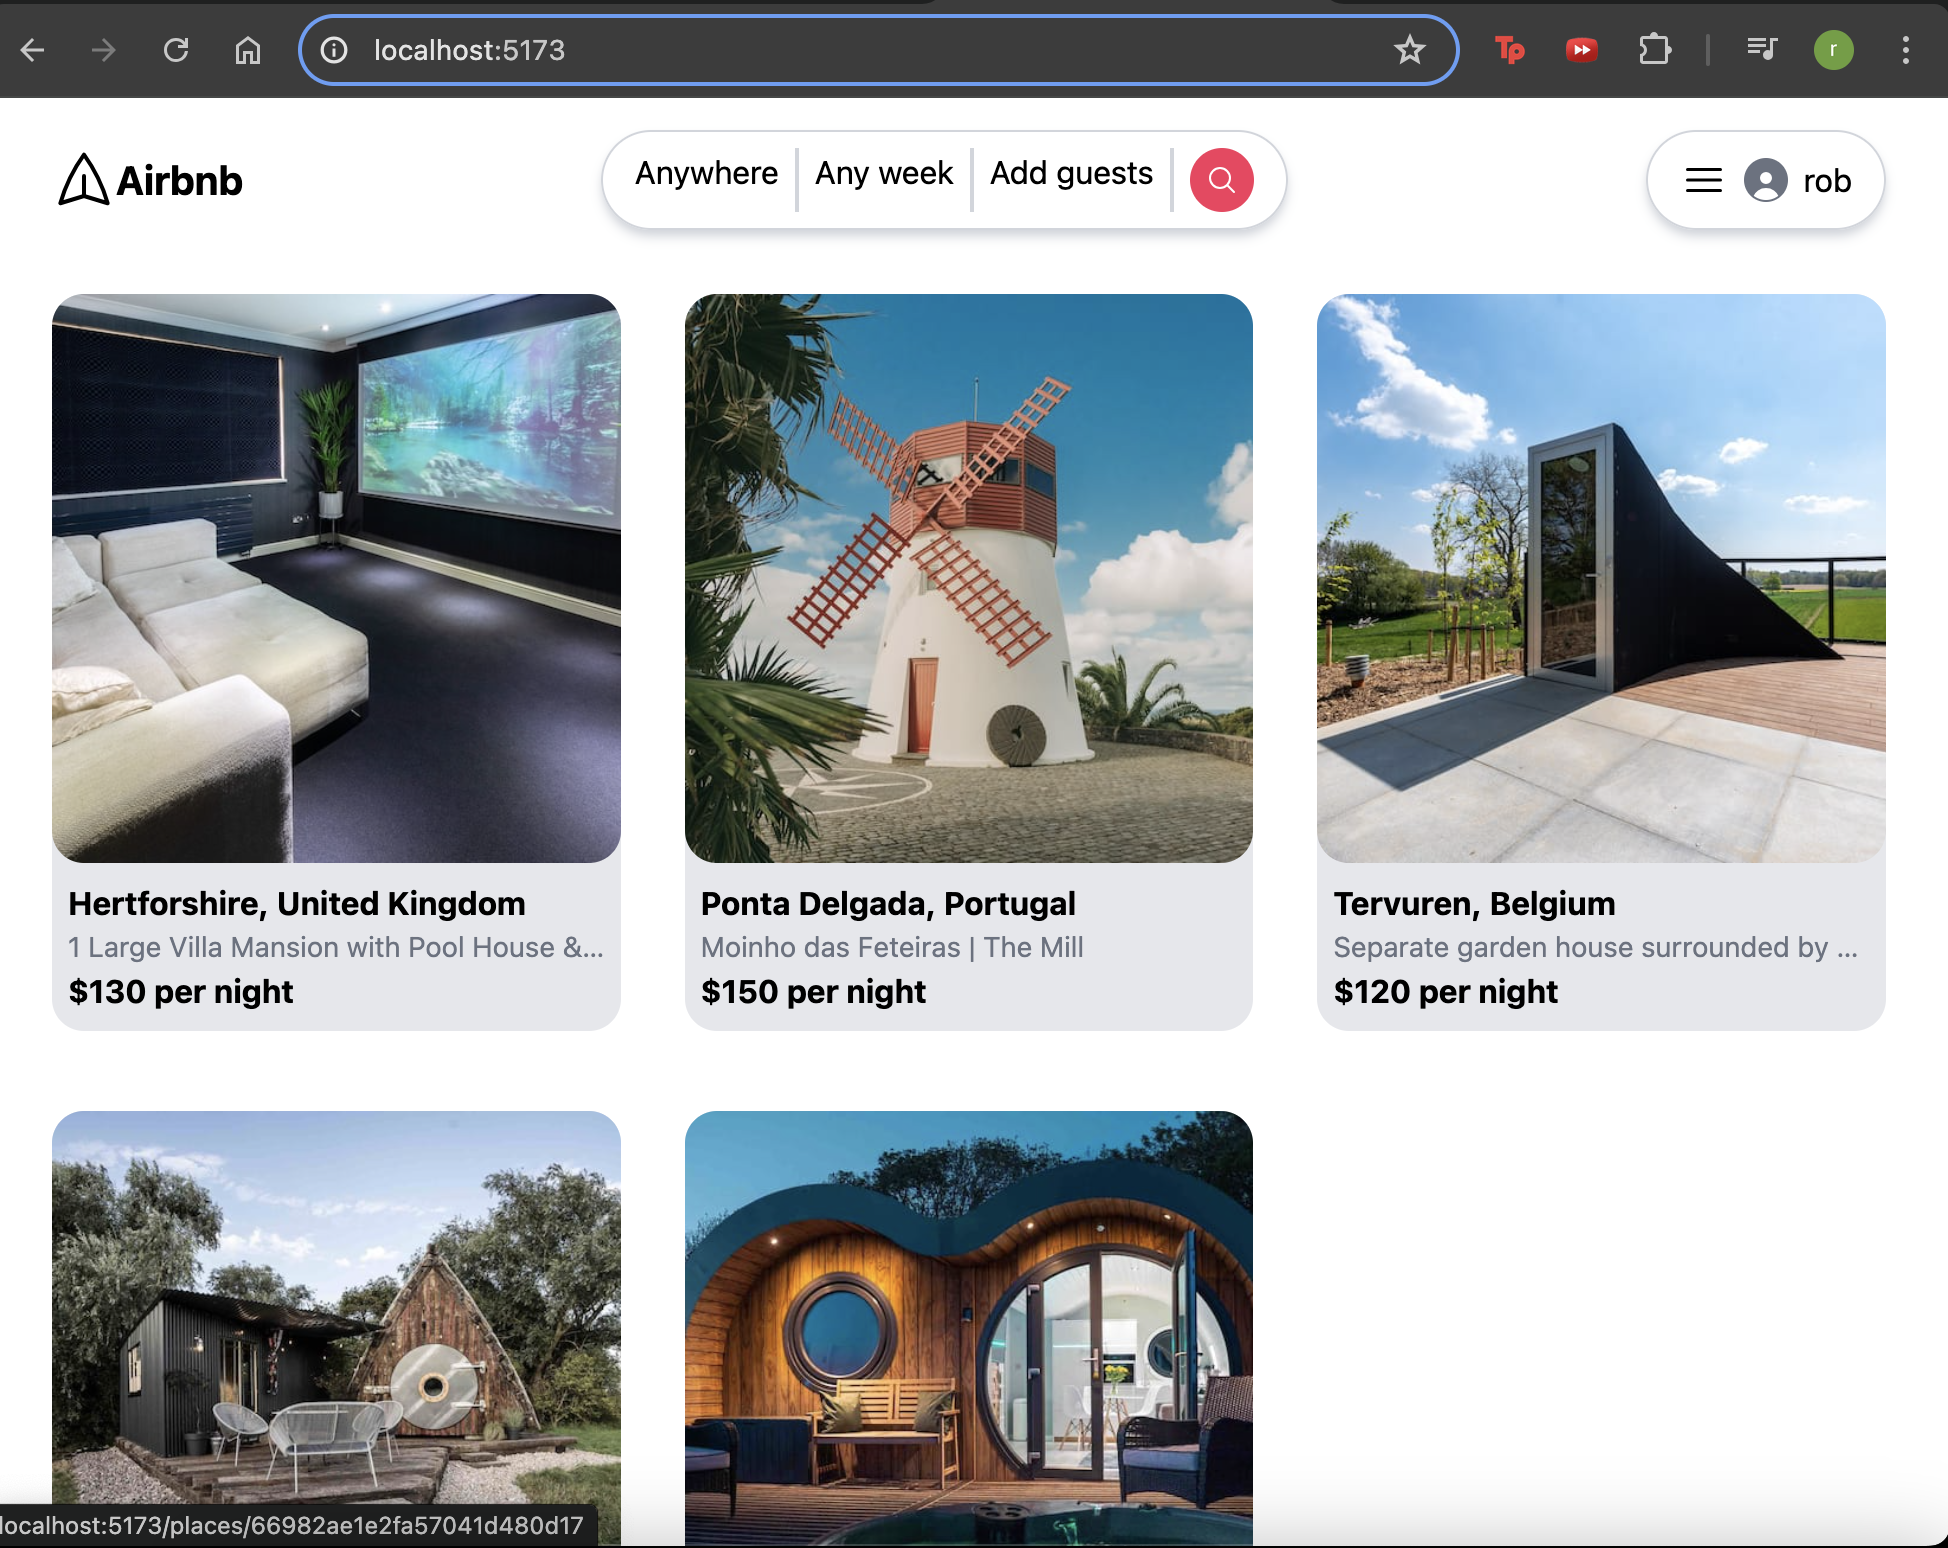 localhost:5173
Tp
r
Airbnb
Anywhere
Any week
Add guests
rob
Hertforshire, United Kingdom
1 Large Villa Mansion with Pool House &...
$130 per night
Ponta Delgada, Portugal
Moinho das Feteiras | The Mill
$150 per night
Tervuren, Belgium
Separate garden house surrounded by ...
$120 per night
localhost:5173/places/66982ae1e2fa57041d480d17